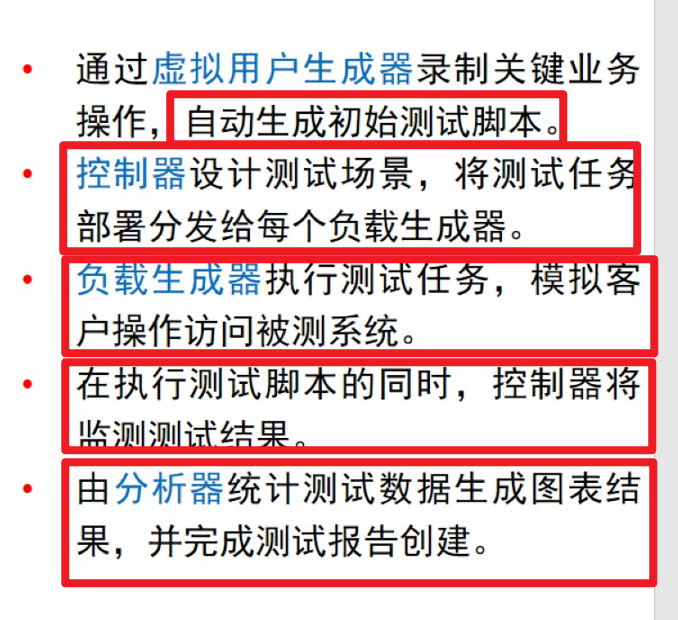 • 通过虚拟用户生成器录制关键业务
操作，自动生成初始测试脚本。
• 控制器设计测试场景，将测试任务
部署分发给每个负载生成器。
• 负载生成器执行测试任务，模拟客
户操作访问被测系统。
• 在执行测试脚本的同时，控制器将
监测测试结果。
• 由分析器统计测试数据生成图表结
果，并完成测试报告创建。